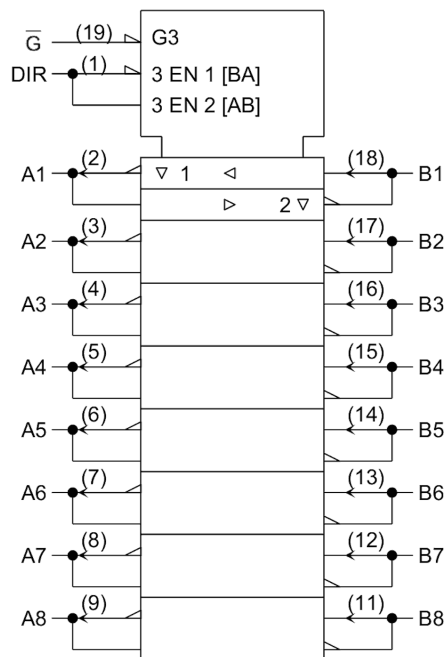 G̅ (19) G3
DIR (1) 3 EN 1 [BA]
3 EN 2 [AB]
A1 (2) ▽ 1 ◁ (18) B1
▷ 2 ▽
A2 (3) (17) B2
A3 (4) (16) B3
A4 (5) (15) B4
A5 (6) (14) B5
A6 (7) (13) B6
A7 (8) (12) B7
A8 (9) (11) B8